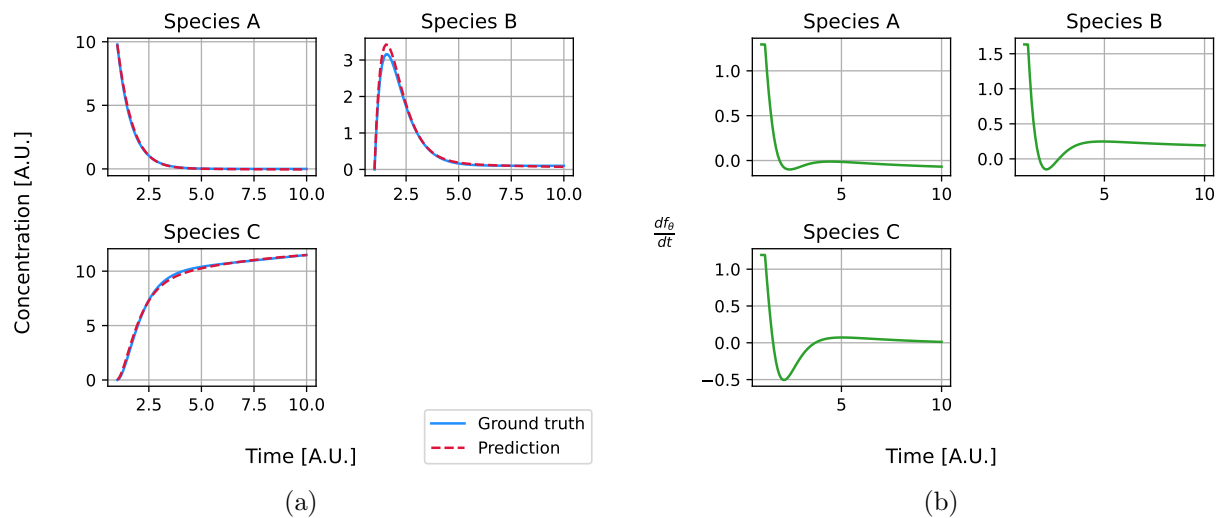 Species A
Species B
10
5
0
3
2
1
0
2.5 5.0 7.5 10.0
2.5 5.0 7.5 10.0
Species C
10
5
0
2.5 5.0 7.5 10.0
Concentration [A.U.]
Time [A.U.]
Ground truth
Prediction
(a)
Species A
Species B
1.0
0.5
0.0
1.5
1.0
0.5
0.0
5 10
5 10
Species C
1.0
0.5
0.0
−0.5
5 10
dfθ
dt
Time [A.U.]
(b)